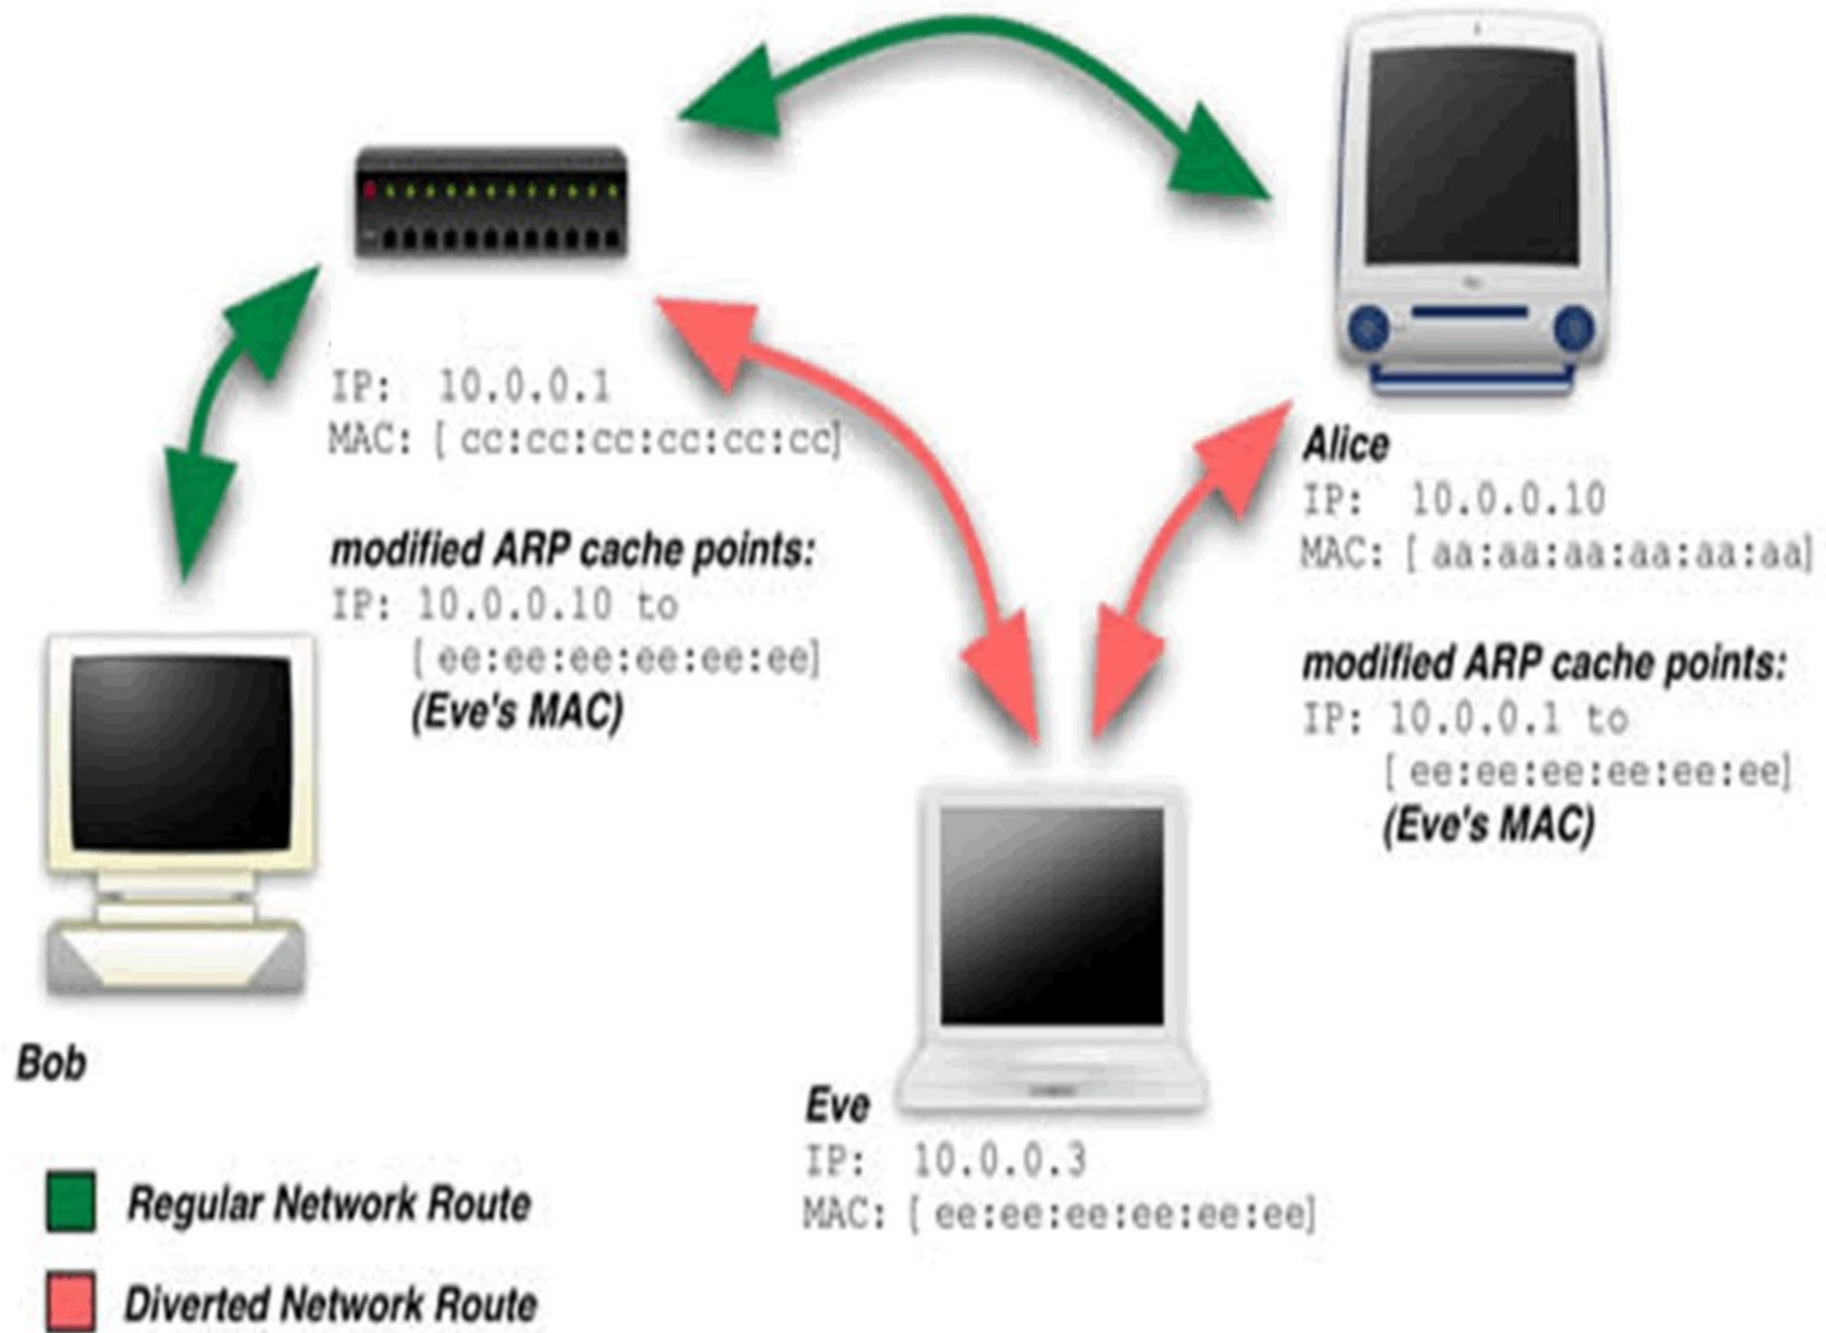 IP: 10.0.0.1
MAC: [ cc:cc:cc:cc:cc:cc]
modified ARP cache points:
IP: 10.0.0.10 to
[ ee:ee:ee:ee:ee:ee]
(Eve's MAC)
Alice
IP: 10.0.0.10
MAC: [ aa:aa:aa:aa:aa:aa]
modified ARP cache points:
IP: 10.0.0.1 to
[ ee:ee:ee:ee:ee:ee]
(Eve's MAC)
Bob
Eve
IP: 10.0.0.3
MAC: [ ee:ee:ee:ee:ee:ee]
Regular Network Route
Diverted Network Route